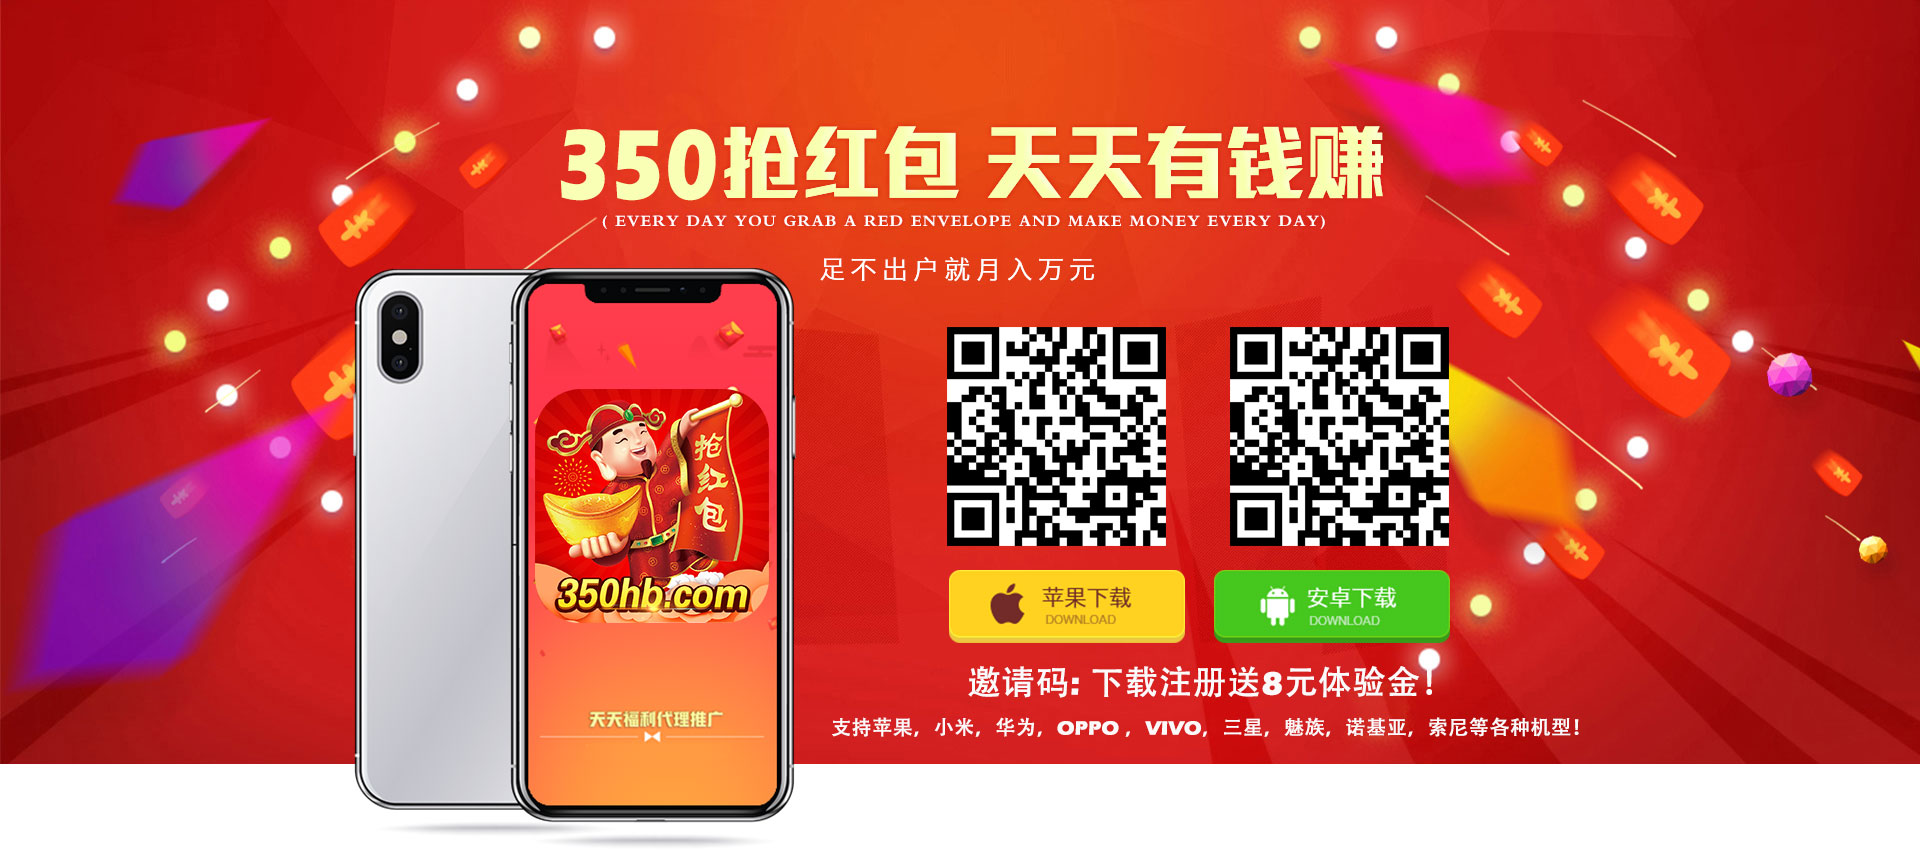 350抢红包 天天有钱赚
( EVERY DAY YOU GRAB A RED ENVELOPE AND MAKE MONEY EVERY DAY)
足不出户就月入万元
抢红包
350hb.com
天天福利代理推广
苹果下载
DOWNLOAD
安卓下载
DOWNLOAD
邀请码: 下载注册送8元体验金!
支持苹果, 小米, 华为, OPPO , VIVO, 三星, 魅族, 诺基亚, 索尼等各种机型!